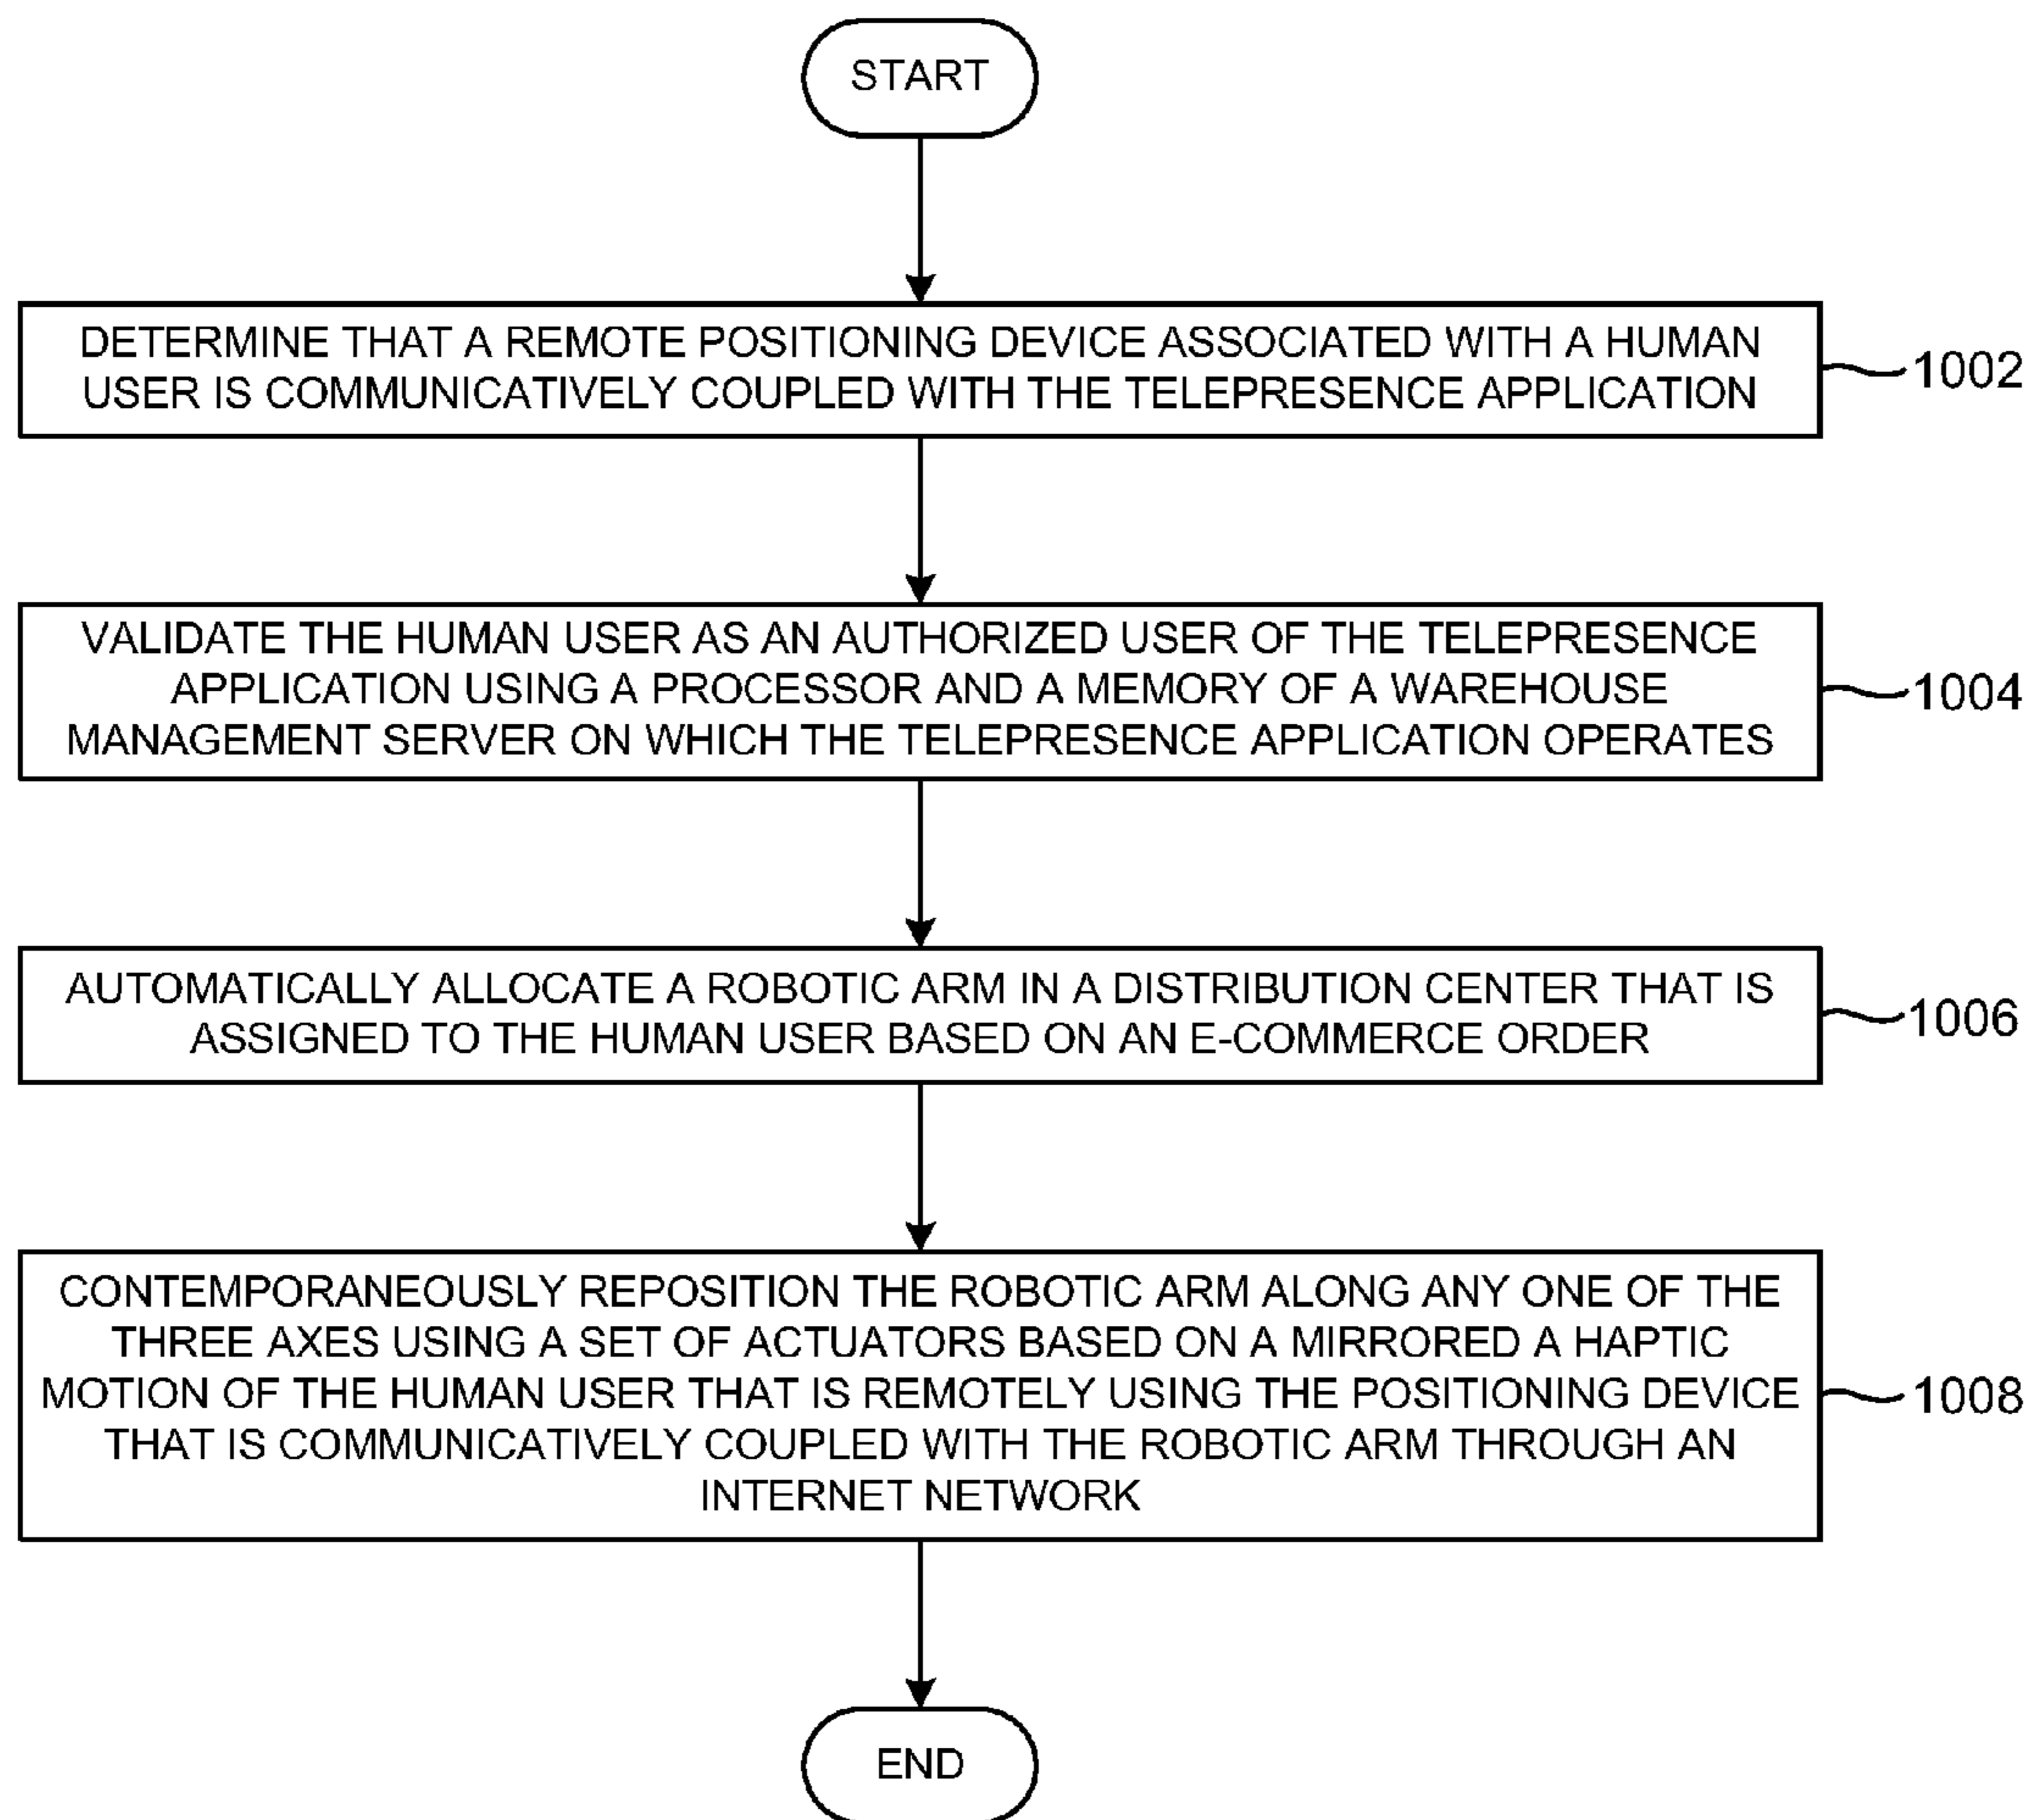 START
DETERMINE THAT A REMOTE POSITIONING DEVICE ASSOCIATED WITH A HUMAN
USER IS COMMUNICATIVELY COUPLED WITH THE TELEPRESENCE APPLICATION
1002
VALIDATE THE HUMAN USER AS AN AUTHORIZED USER OF THE TELEPRESENCE
APPLICATION USING A PROCESSOR AND A MEMORY OF A WAREHOUSE
MANAGEMENT SERVER ON WHICH THE TELEPRESENCE APPLICATION OPERATES
1004
AUTOMATICALLY ALLOCATE A ROBOTIC ARM IN A DISTRIBUTION CENTER THAT IS
ASSIGNED TO THE HUMAN USER BASED ON AN E-COMMERCE ORDER
1006
CONTEMPORANEOUSLY REPOSITION THE ROBOTIC ARM ALONG ANY ONE OF THE
THREE AXES USING A SET OF ACTUATORS BASED ON A MIRRORED A HAPTIC
MOTION OF THE HUMAN USER THAT IS REMOTELY USING THE POSITIONING DEVICE
THAT IS COMMUNICATIVELY COUPLED WITH THE ROBOTIC ARM THROUGH AN
INTERNET NETWORK
1008
END